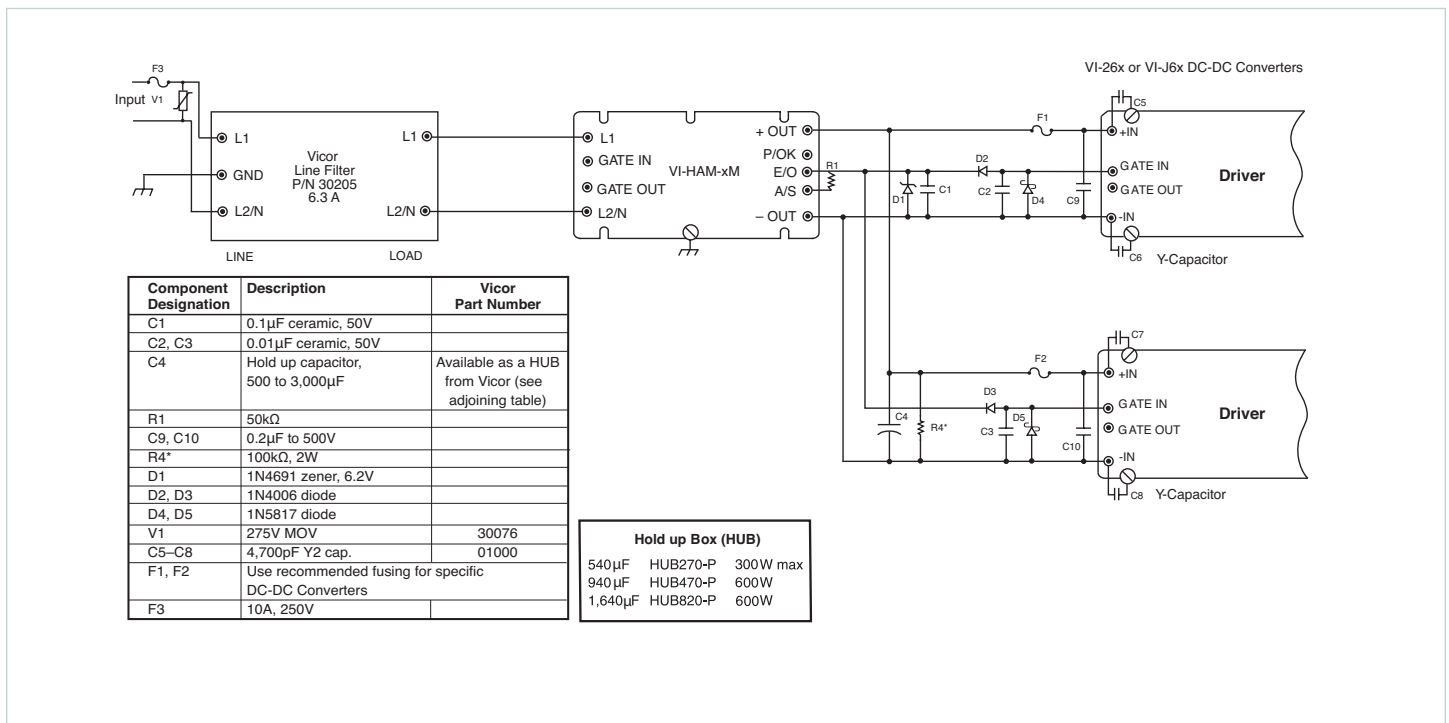 VI-26x or VI-J6x DC-DC Converters
F3
Input V1
L1
GND
L2/N
Vicor
Line Filter
P/N 30205
6.3 A
L1
L2/N
LINE
LOAD
L1
GATE IN
GATE OUT
L2/N
VI-HAM-xM
+ OUT
P/OK
E/O
A/S
– OUT
R1
D1
C1
D2
C2
D4
F1
C9
C5
+IN
GATE IN
GATE OUT
-IN
Driver
C6
Y-Capacitor
C4
R4*
D3
C3
D5
F2
C10
C7
+IN
GATE IN
GATE OUT
-IN
Driver
C8
Y-Capacitor
Component Designation Description Vicor Part Number
C1 0.1µF ceramic, 50V
C2, C3 0.01µF ceramic, 50V
C4 Hold up capacitor, 500 to 3,000µF Available as a HUB from Vicor (see adjoining table)
R1 50kΩ
C9, C10 0.2µF to 500V
R4* 100kΩ, 2W
D1 1N4691 zener, 6.2V
D2, D3 1N4006 diode
D4, D5 1N5817 diode
V1 275V MOV 30076
C5–C8 4,700pF Y2 cap. 01000
F1, F2 Use recommended fusing for specific DC-DC Converters
F3 10A, 250V
Hold up Box (HUB)
540µF HUB270-P 300W max
940µF HUB470-P 600W
1,640µF HUB820-P 600W